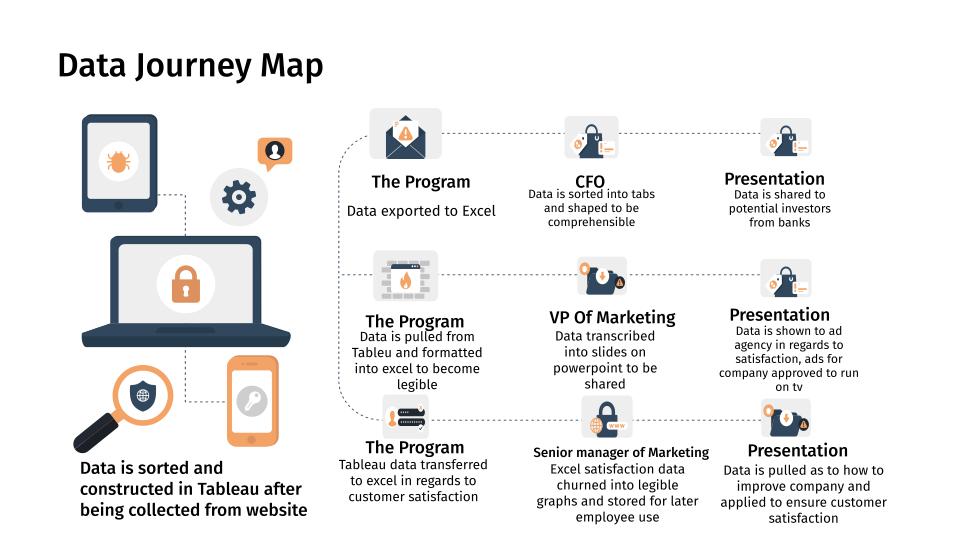 Data Journey Map
The Program
Data exported to Excel
CFO
Data is sorted into tabs
and shaped to be
comprehensible
Presentation
Data is shared to
potential investors
from banks
The Program
Data is pulled from
Tableu and formatted
into excel to become
legible
VP Of Marketing
Data transcribed
into slides on
powerpoint to be
shared
Presentation
Data is shown to ad
agency in regards to
satisfaction, ads for
company approved to run
on tv
The Program
Tableau data transferred
to excel in regards to
customer satisfaction
WWW
Senior manager of Marketing
Excel satisfaction data
churned into legible
graphs and stored for later
employee use
Presentation
Data is pulled as to how to
improve company and
applied to ensure customer
satisfaction
Data is sorted and
constructed in Tableau after
being collected from website